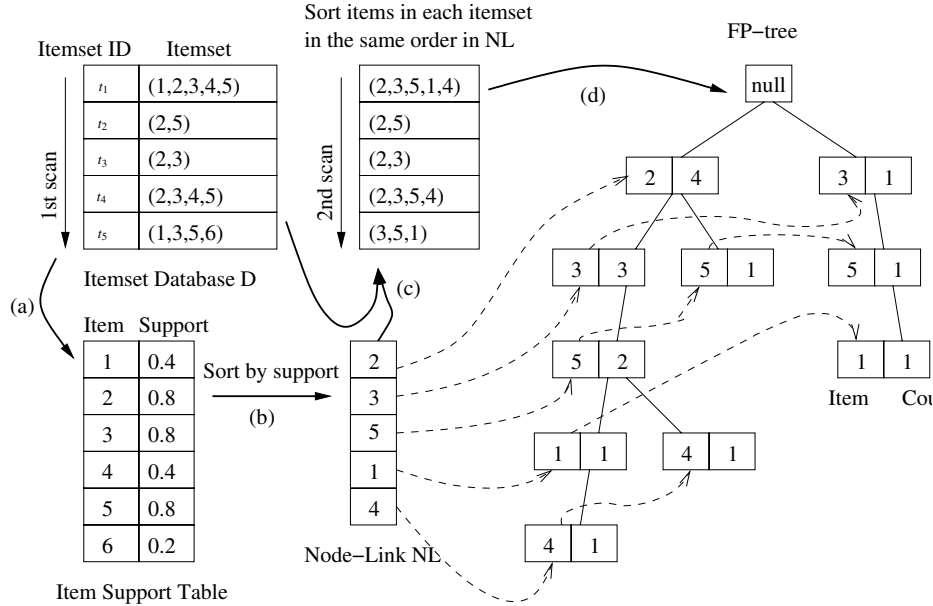 Sort items in each itemset
in the same order in NL
Itemset ID Itemset
t1 (1,2,3,4,5)
t2 (2,5)
t3 (2,3)
t4 (2,3,4,5)
t5 (1,3,5,6)
1st scan
Itemset Database D
(2,3,5,1,4)
(2,5)
(2,3)
(2,3,5,4)
(3,5,1)
2nd scan
(a)
Item Support
1 0.4
2 0.8
3 0.8
4 0.4
5 0.8
6 0.2
Item Support Table
Sort by support
(b)
(c)
2
3
5
1
4
Node-Link NL
(d)
FP-tree
null
2 4
3 1
3 3
5 1
5 1
5 2
1 1
Item Cou
1 1
4 1
4 1